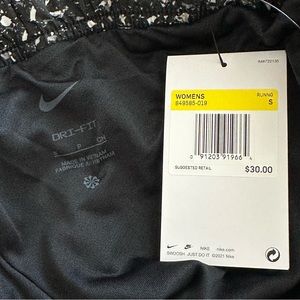 WOMENS
849585-019
RUNNG
S
0 91203 91966 4
SUGGESTED RETAIL
$30.00
NIKE
nike.com
SWOOSH JUST DO IT ©2021 Nike
DRI-FIT
S P CH
MADE IN VIETNAM
FABRIQUÉ AU VIETNAM